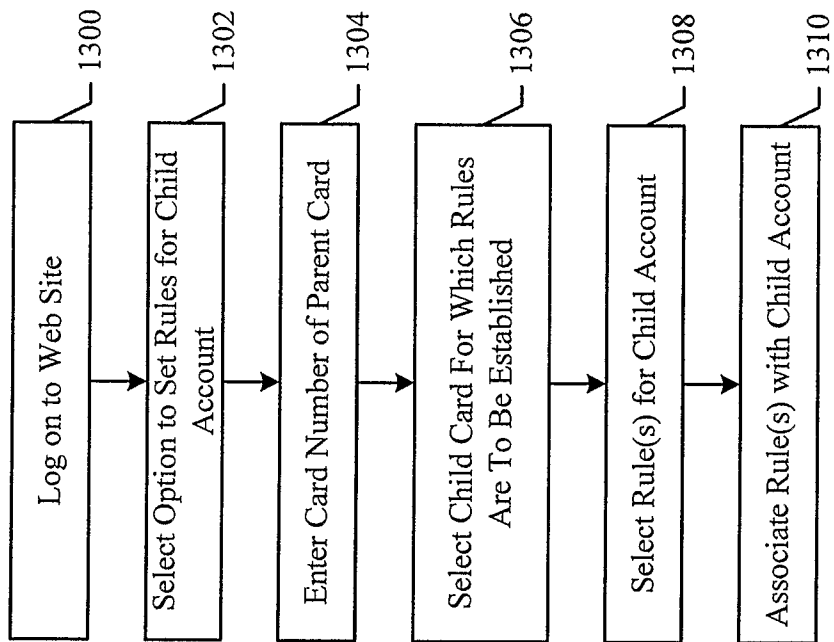 Log on to Web Site
1300
Select Option to Set Rules for Child
Account
1302
Enter Card Number of Parent Card
1304
Select Child Card For Which Rules
Are To Be Established
1306
Select Rule(s) for Child Account
1308
Associate Rule(s) with Child Account
1310